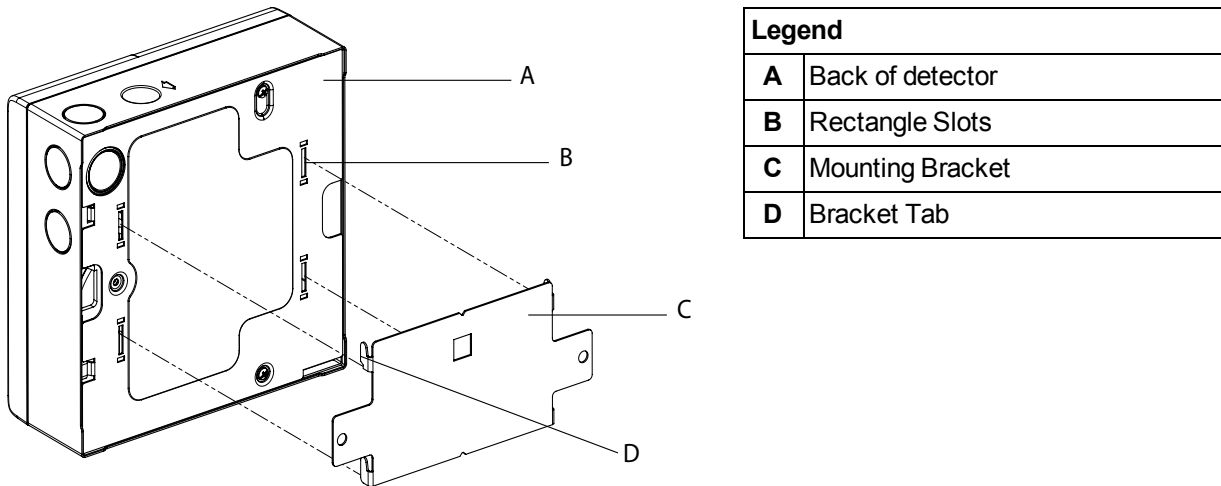 A
B
C
D
Legend
A Back of detector
B Rectangle Slots
C Mounting Bracket
D Bracket Tab